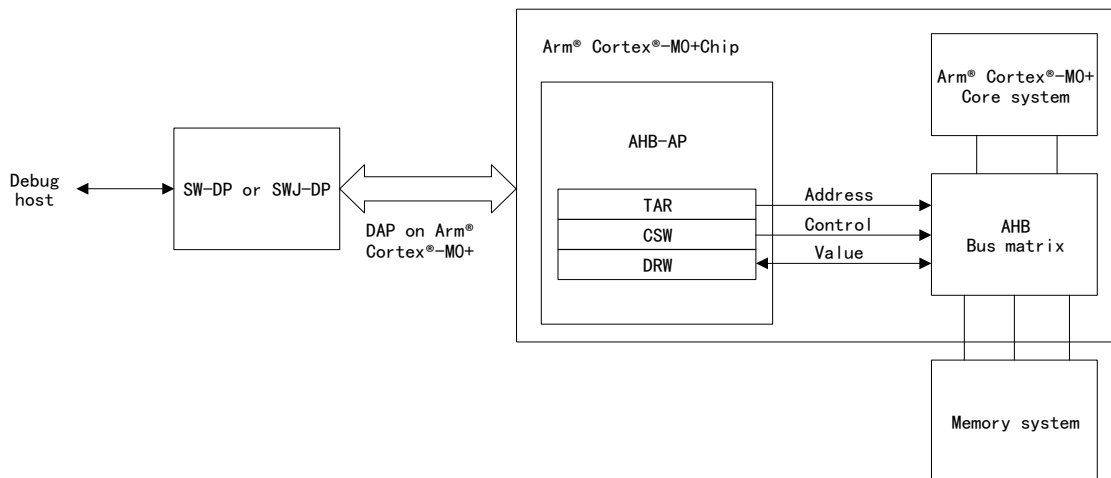 Arm® Cortex®-M0+Chip
Arm® Cortex®-M0+
Core system
AHB-AP
Debug
host
SW-DP or SWJ-DP
TAR
CSW
DRW
Address
Control
Value
AHB
Bus matrix
DAP on Arm®
Cortex®-M0+
Memory system